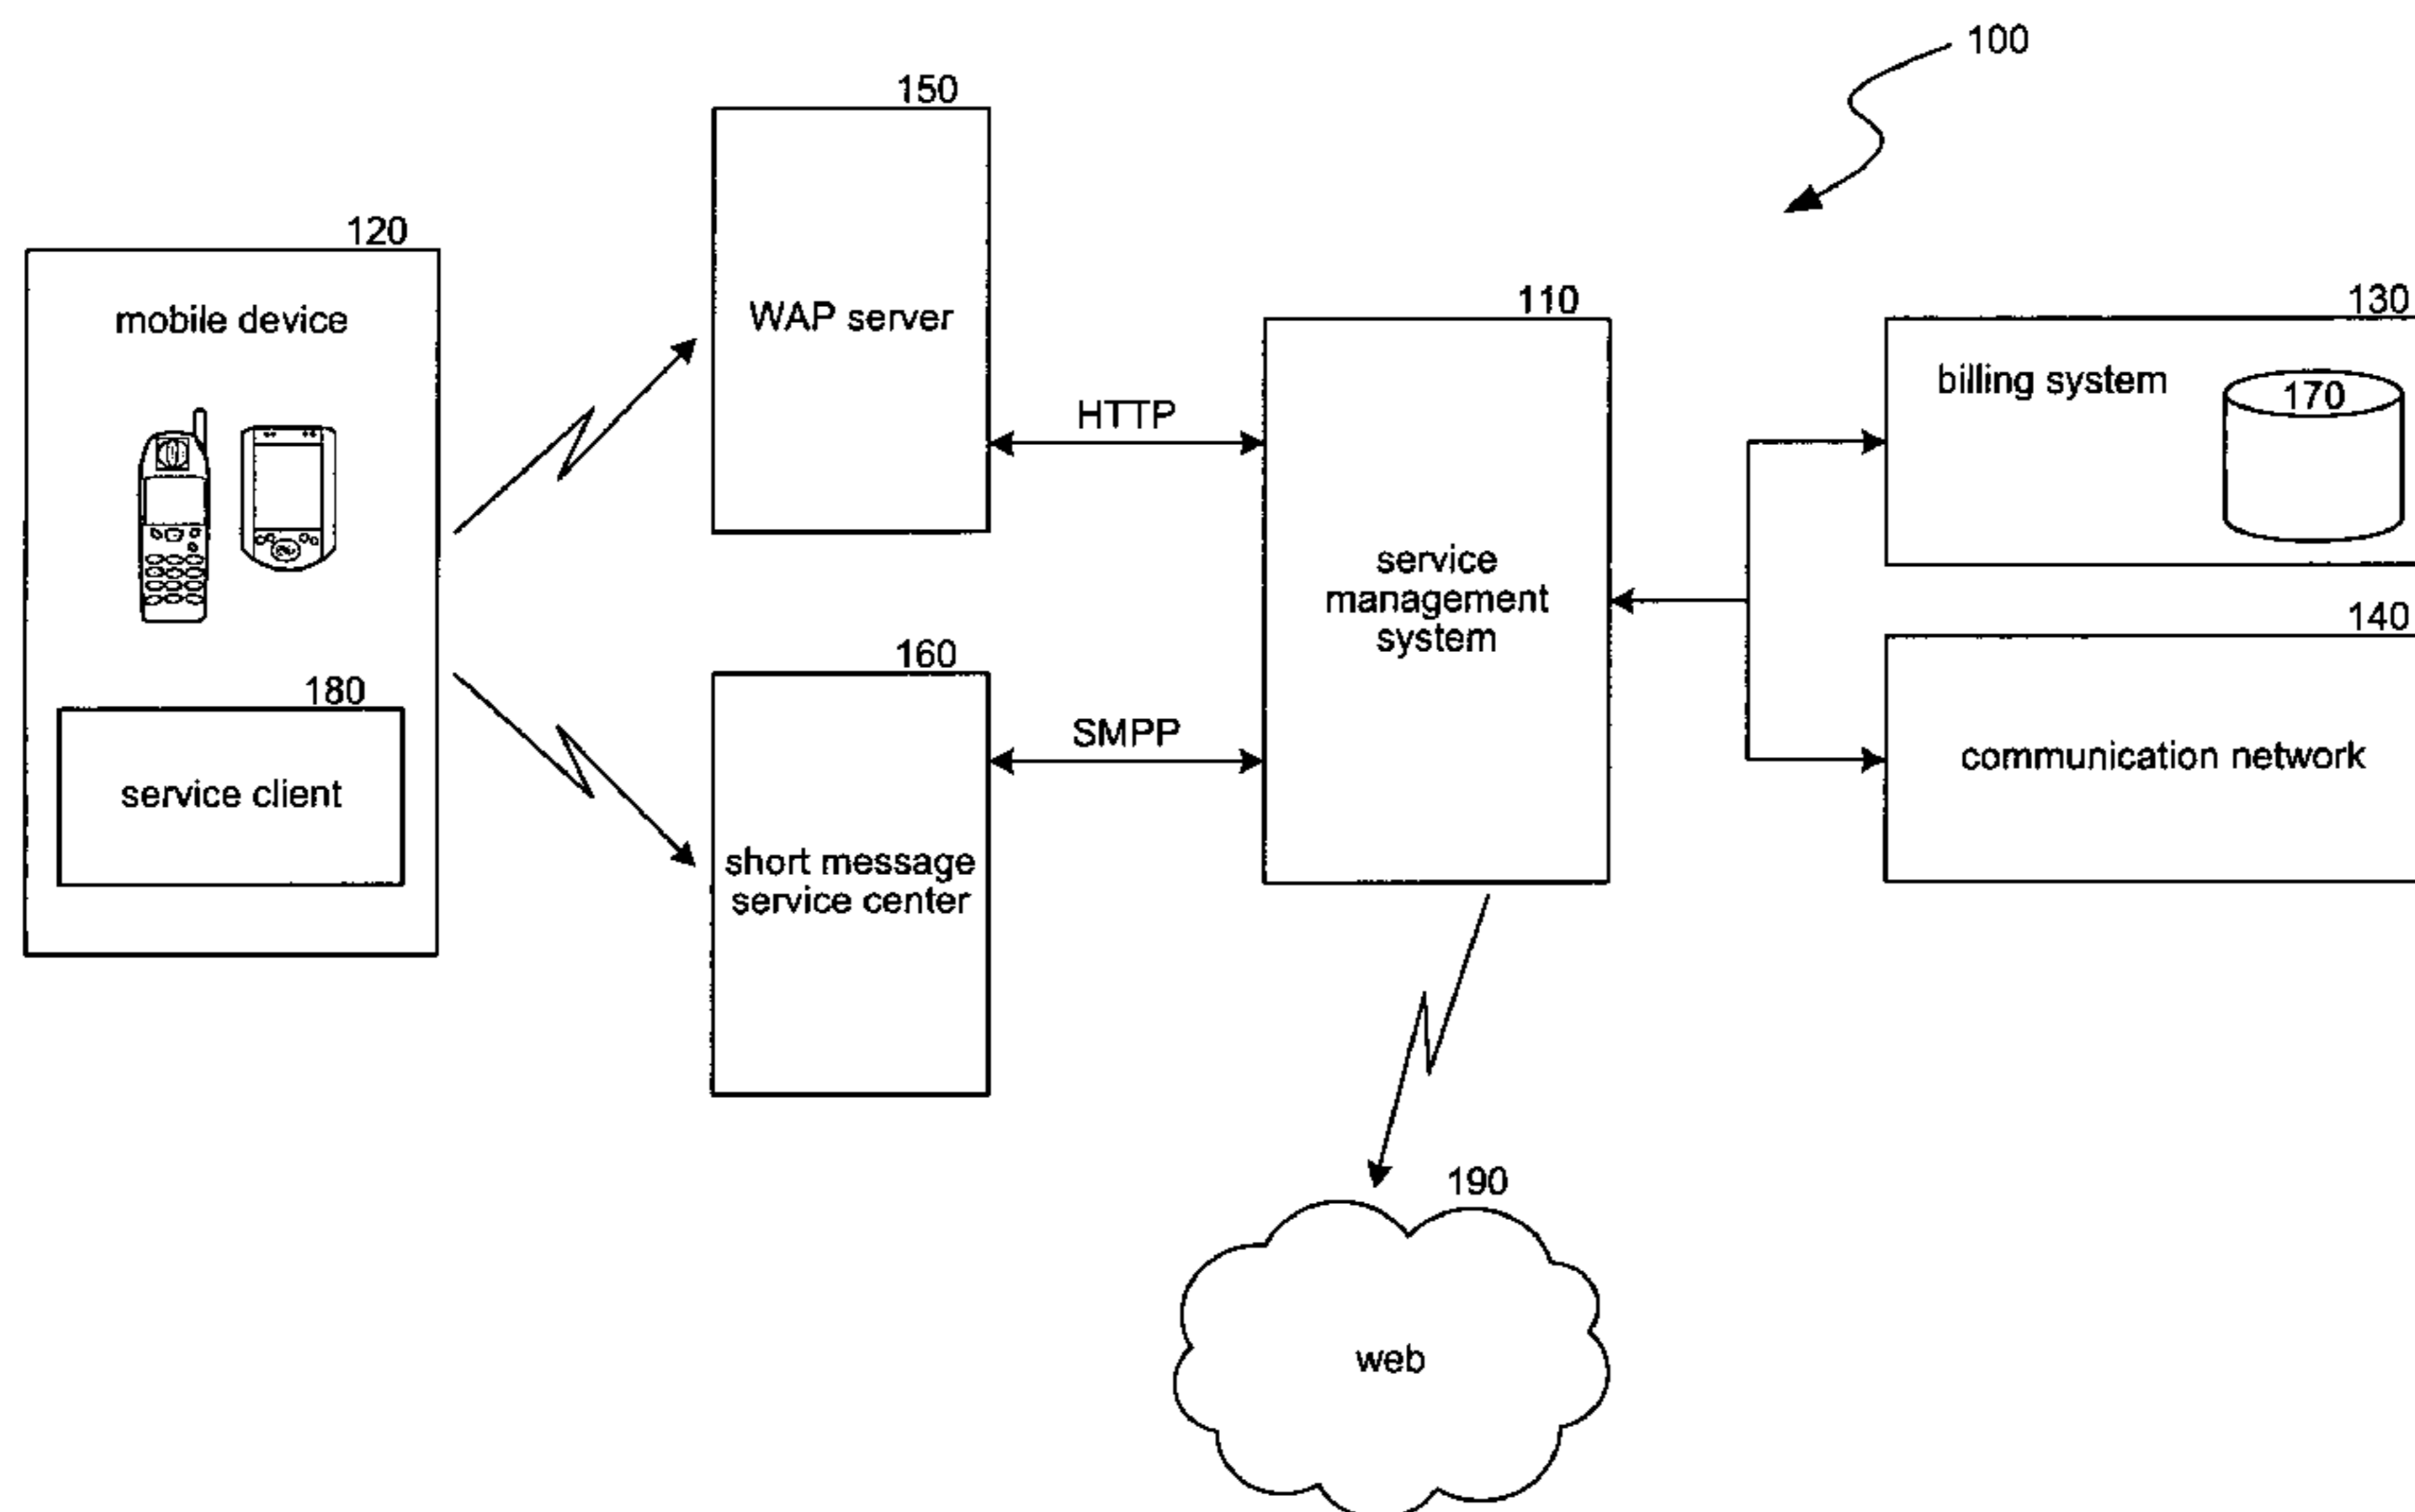 100
150
WAP server
120
mobile device
110
130
billing system
170
HTTP
service
management
system
140
communication network
160
short message
service center
SMPP
180
service client
190
web